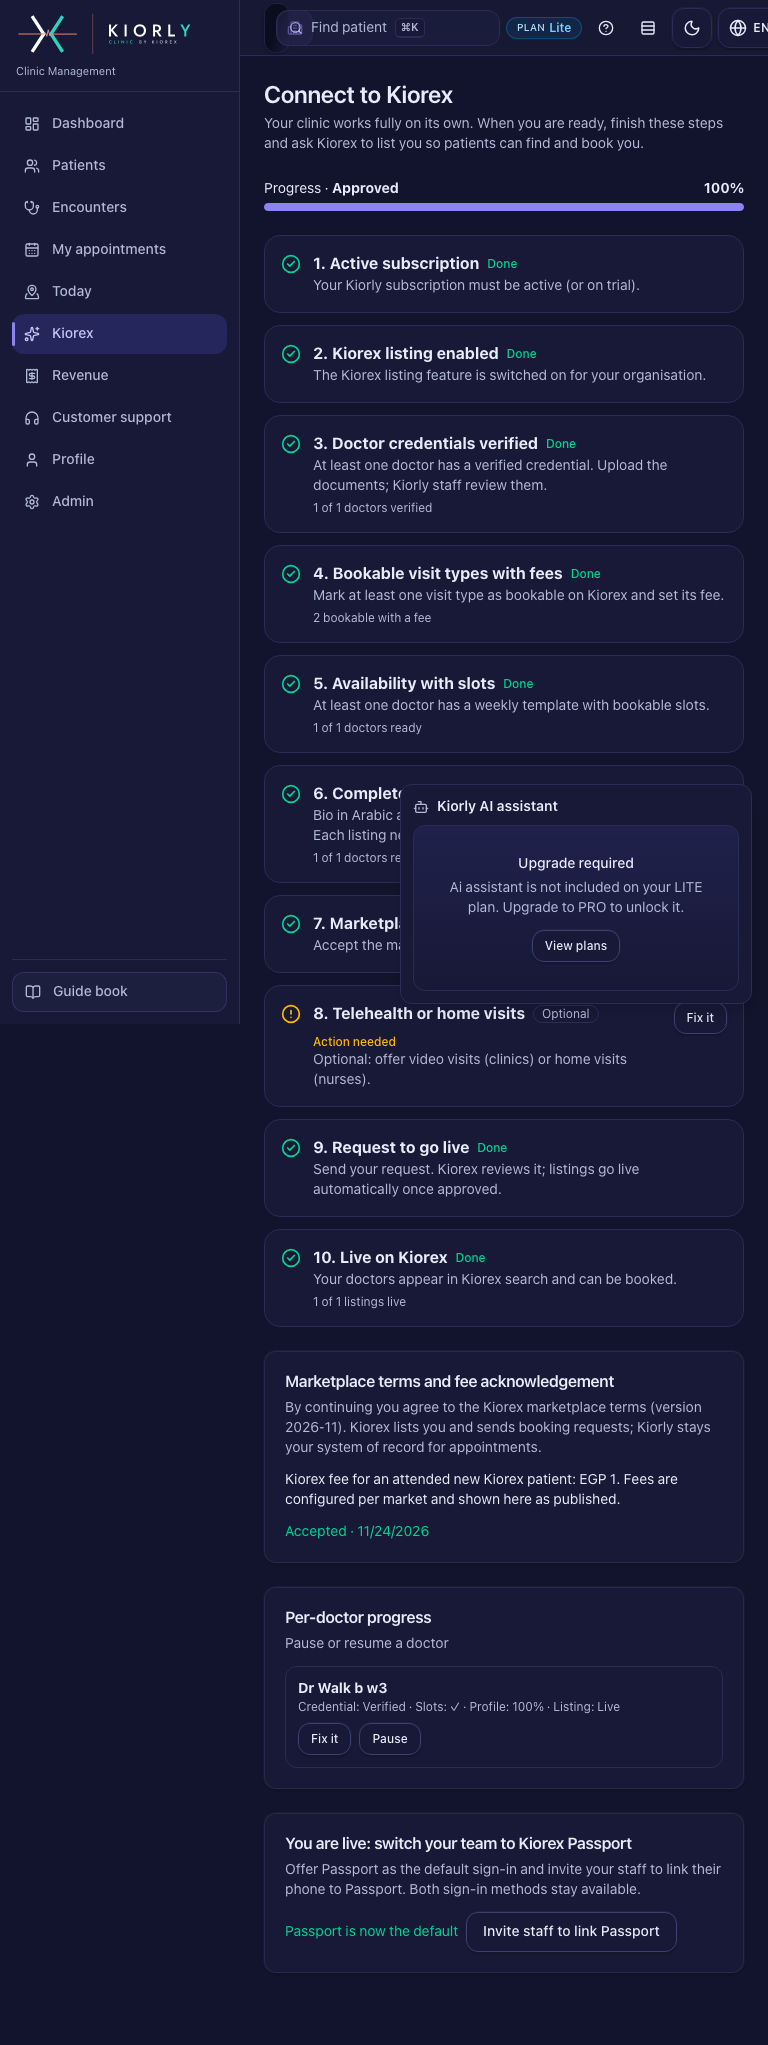 KIORLY
CLINIC BY KIOREX
Clinic Management
Dashboard
Patients
Encounters
My appointments
Today
Kiorex
Revenue
Customer support
Profile
Admin
Guide book
Find patient ⌘K
PLAN Lite
EN
Connect to Kiorex
Your clinic works fully on its own. When you are ready, finish these steps
and ask Kiorex to list you so patients can find and book you.
Progress · Approved 100%
1. Active subscription Done
Your Kiorly subscription must be active (or on trial).
2. Kiorex listing enabled Done
The Kiorex listing feature is switched on for your organisation.
3. Doctor credentials verified Done
At least one doctor has a verified credential. Upload the
documents; Kiorly staff review them.
1 of 1 doctors verified
4. Bookable visit types with fees Done
Mark at least one visit type as bookable on Kiorex and set its fee.
2 bookable with a fee
5. Availability with slots Done
At least one doctor has a weekly template with bookable slots.
1 of 1 doctors ready
6. Complete
Bio in Arabic
Each listing
1 of 1 doctors
Kiorly AI assistant
Upgrade required
Ai assistant is not included on your LITE
plan. Upgrade to PRO to unlock it.
View plans
7.
Accept the
8. Telehealth or home visits Optional
Fix it
Action needed
Optional: offer video visits (clinics) or home visits
(nurses).
9. Request to go live Done
Send your request. Kiorex reviews it; listings go live
automatically once approved.
10. Live on Kiorex Done
Your doctors appear in Kiorex search and can be booked.
1 of 1 listings live
Marketplace terms and fee acknowledgement
By continuing you agree to the Kiorex marketplace terms (version
2026-11). Kiorex lists you and sends booking requests; Kiorly stays
your system of record for appointments.
Kiorex fee for an attended new Kiorex patient: EGP 1. Fees are
configured per market and shown here as published.
Accepted · 11/24/2026
Per-doctor progress
Pause or resume a doctor
Dr Walk b w3
Credential: Verified · Slots: ✓ · Profile: 100% · Listing: Live
Fix it Pause
You are live: switch your team to Kiorex Passport
Offer Passport as the default sign-in and invite your staff to link their
phone to Passport. Both sign-in methods stay available.
Passport is now the default Invite staff to link Passport